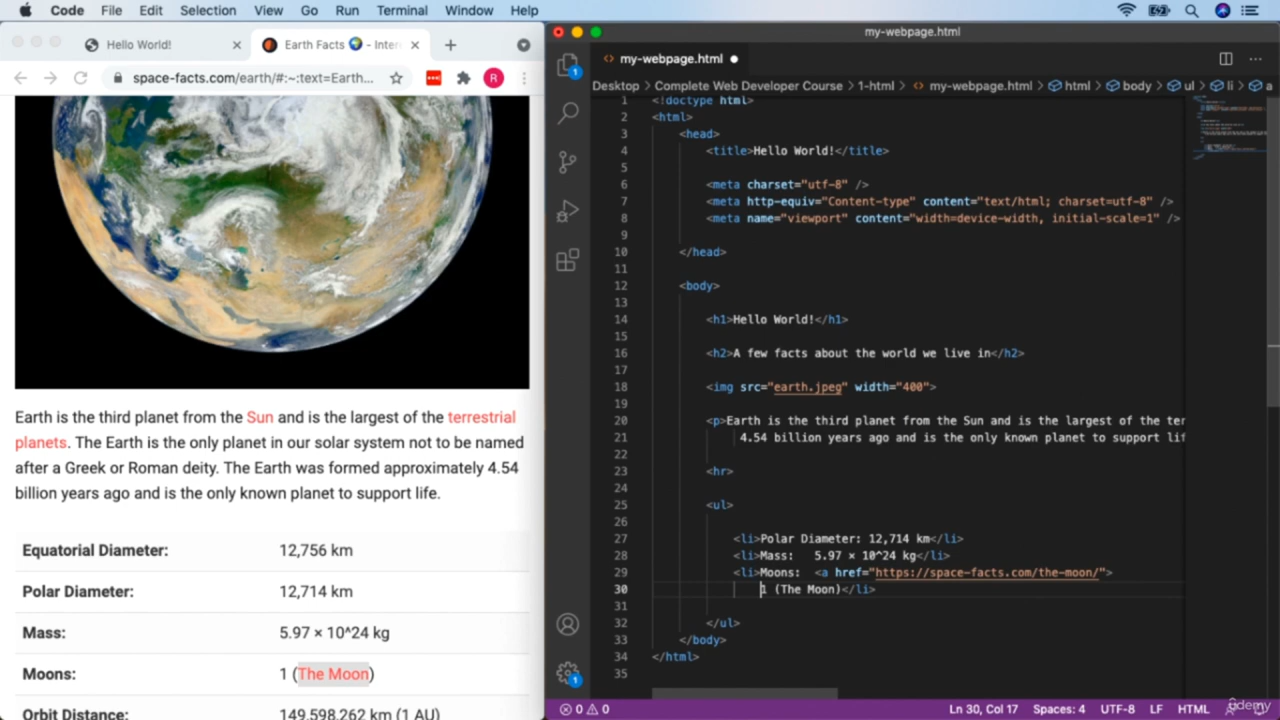 Code File Edit Selection View Go Run Terminal Window Help
Hello World!
Earth Facts - Inter
space-facts.com/earth/#:~:text=Earth...
R
Earth is the third planet from the Sun and is the largest of the terrestrial
planets. The Earth is the only planet in our solar system not to be named
after a Greek or Roman deity. The Earth was formed approximately 4.54
billion years ago and is the only known planet to support life.
Equatorial Diameter: 12,756 km
Polar Diameter: 12,714 km
Mass: 5.97 × 10^24 kg
Moons: 1 (The Moon)
Orbit Distance: 149,598,262 km (1 AU)
my-webpage.html
my-webpage.html
Desktop > Complete Web Developer Course > 1-html > my-webpage.html > html > body > ul > li > a
1 <!doctype html>
2 <html>
3 <head>
4 <title>Hello World!</title>
5
6 <meta charset="utf-8" />
7 <meta http-equiv="Content-type" content="text/html; charset=utf-8" />
8 <meta name="viewport" content="width=device-width, initial-scale=1" />
9
10 </head>
11
12 <body>
13
14 <h1>Hello World!</h1>
15
16 <h2>A few facts about the world we live in</h2>
17
18 <img src="earth.jpeg" width="400">
19
20 <p>Earth is the third planet from the Sun and is the largest of the ter
21 4.54 billion years ago and is the only known planet to support lif
22
23 <hr>
24
25 <ul>
26
27 <li>Polar Diameter: 12,714 km</li>
28 <li>Mass: 5.97 × 10^24 kg</li>
29 <li>Moons: <a href="https://space-facts.com/the-moon/">
30 1 (The Moon)</li>
31
32 </ul>
33 </body>
34 </html>
35
1
1
0 0 Ln 30, Col 17 Spaces: 4 UTF-8 LF HTML
ûdemy